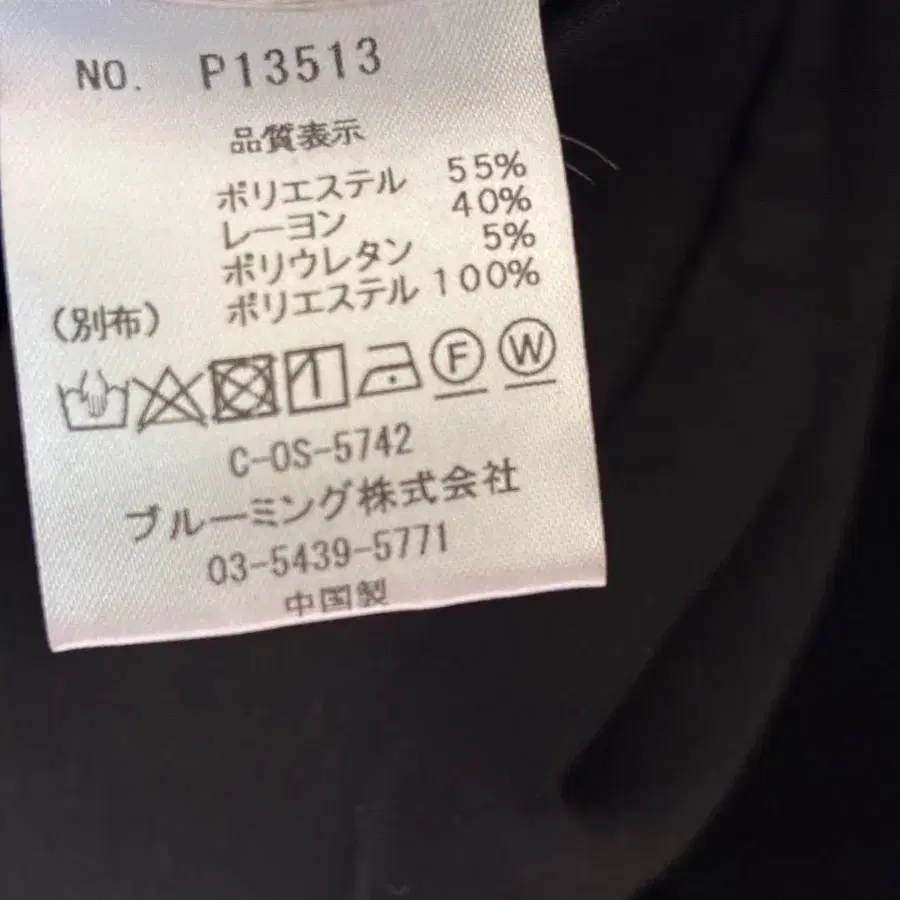 NO. P13513
品質表示
ポリエステル 55%
レーヨン 40%
ポリウレタン 5%
(別布) ポリエステル 100%
F W
C-OS-5742
ブルーミング株式会社
03-5439-5771
中国製